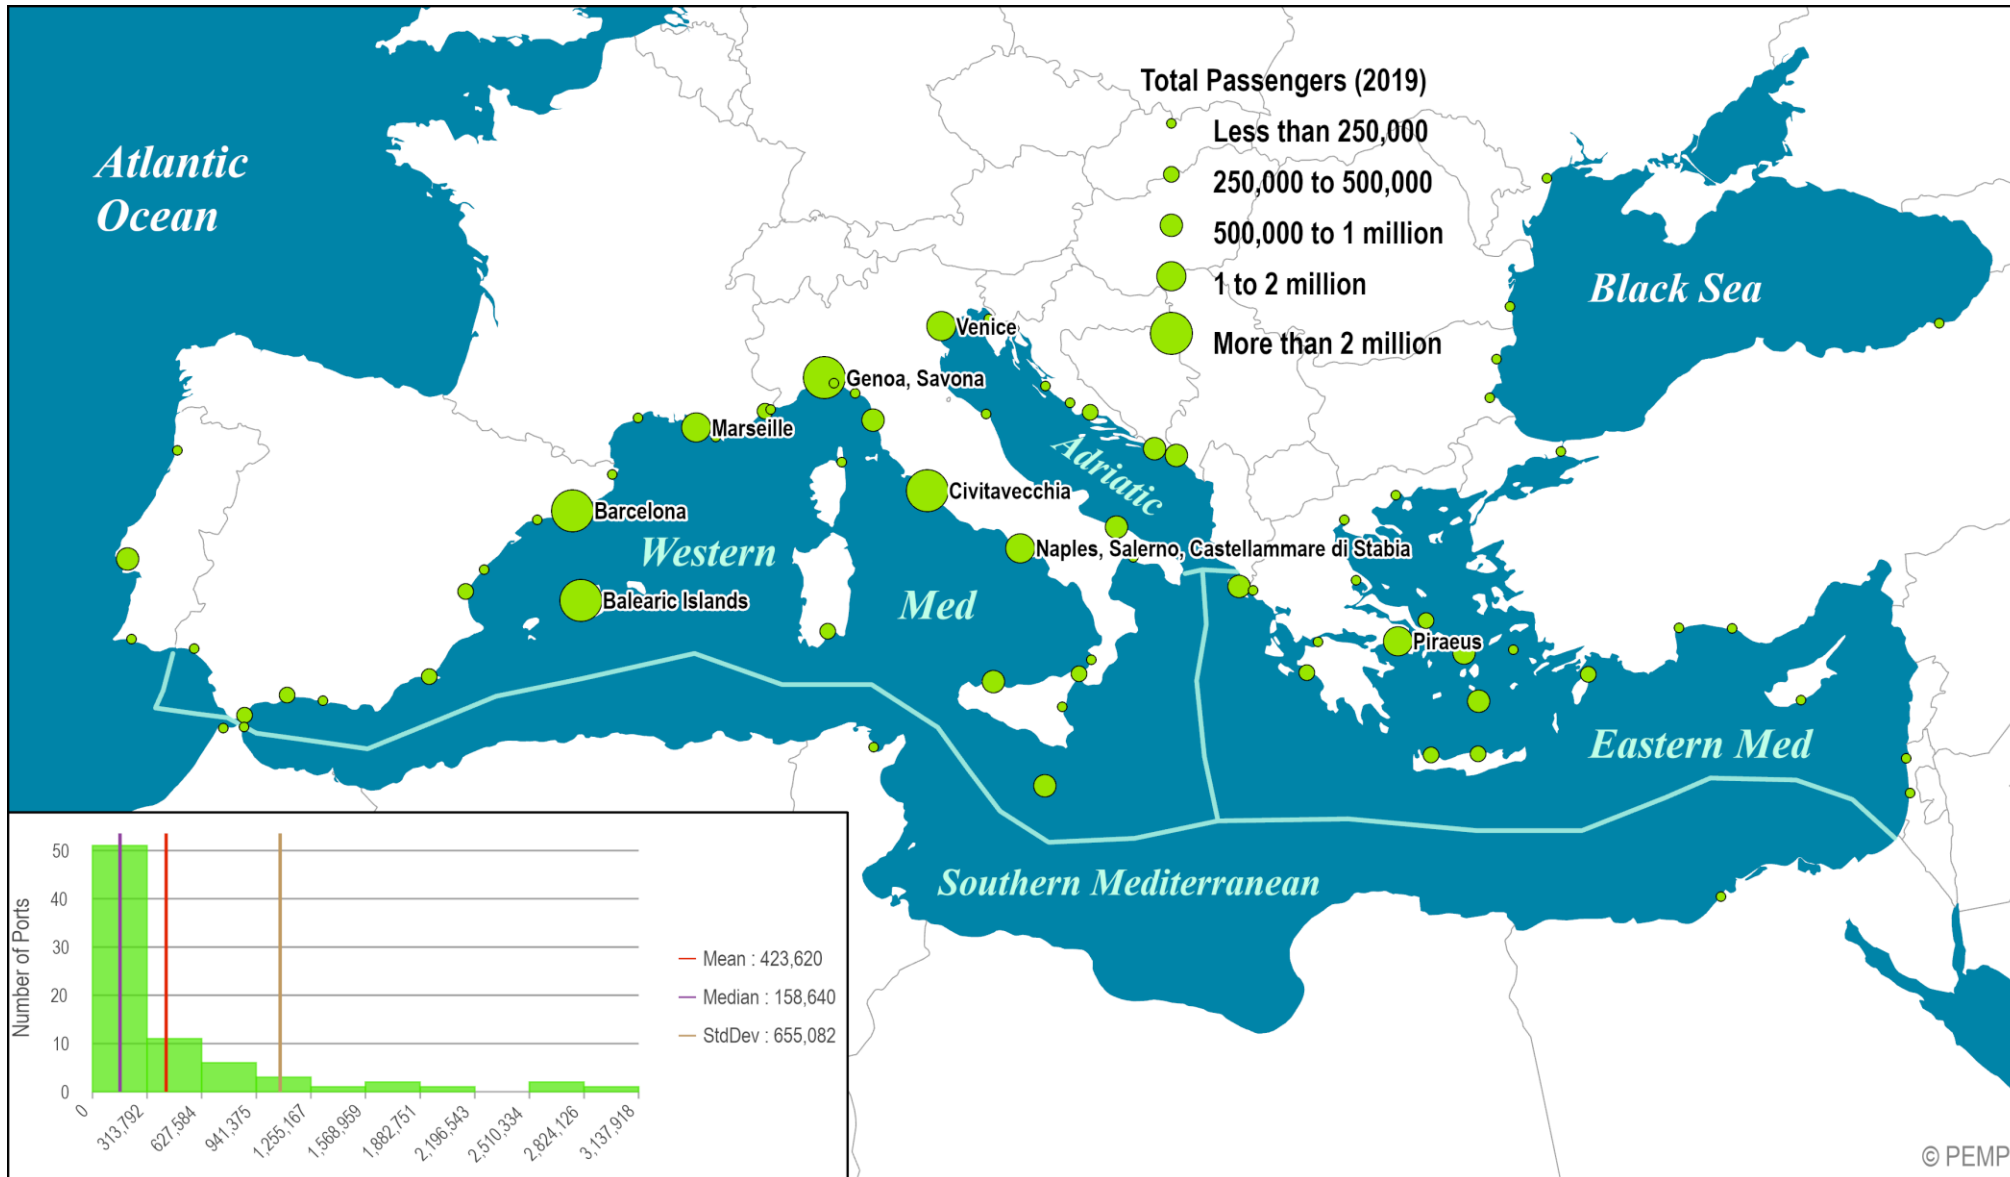 Total Passengers (2019)
Less than 250,000
250,000 to 500,000
500,000 to 1 million
1 to 2 million
More than 2 million
Atlantic
Ocean
Black Sea
Venice
Genoa, Savona
Marseille
Adriatic
Civitavecchia
Barcelona
Western
Naples, Salerno, Castellammare di Stabia
Balearic Islands
Med
Piraeus
Eastern Med
Southern Mediterranean
Number of Ports
50
40
30
20
10
0
0
313,792
627,584
941,375
1,255,167
1,568,959
1,882,751
2,196,543
2,510,334
2,824,126
3,137,918
Mean : 423,620
Median : 158,640
StdDev : 655,082
© PEMP